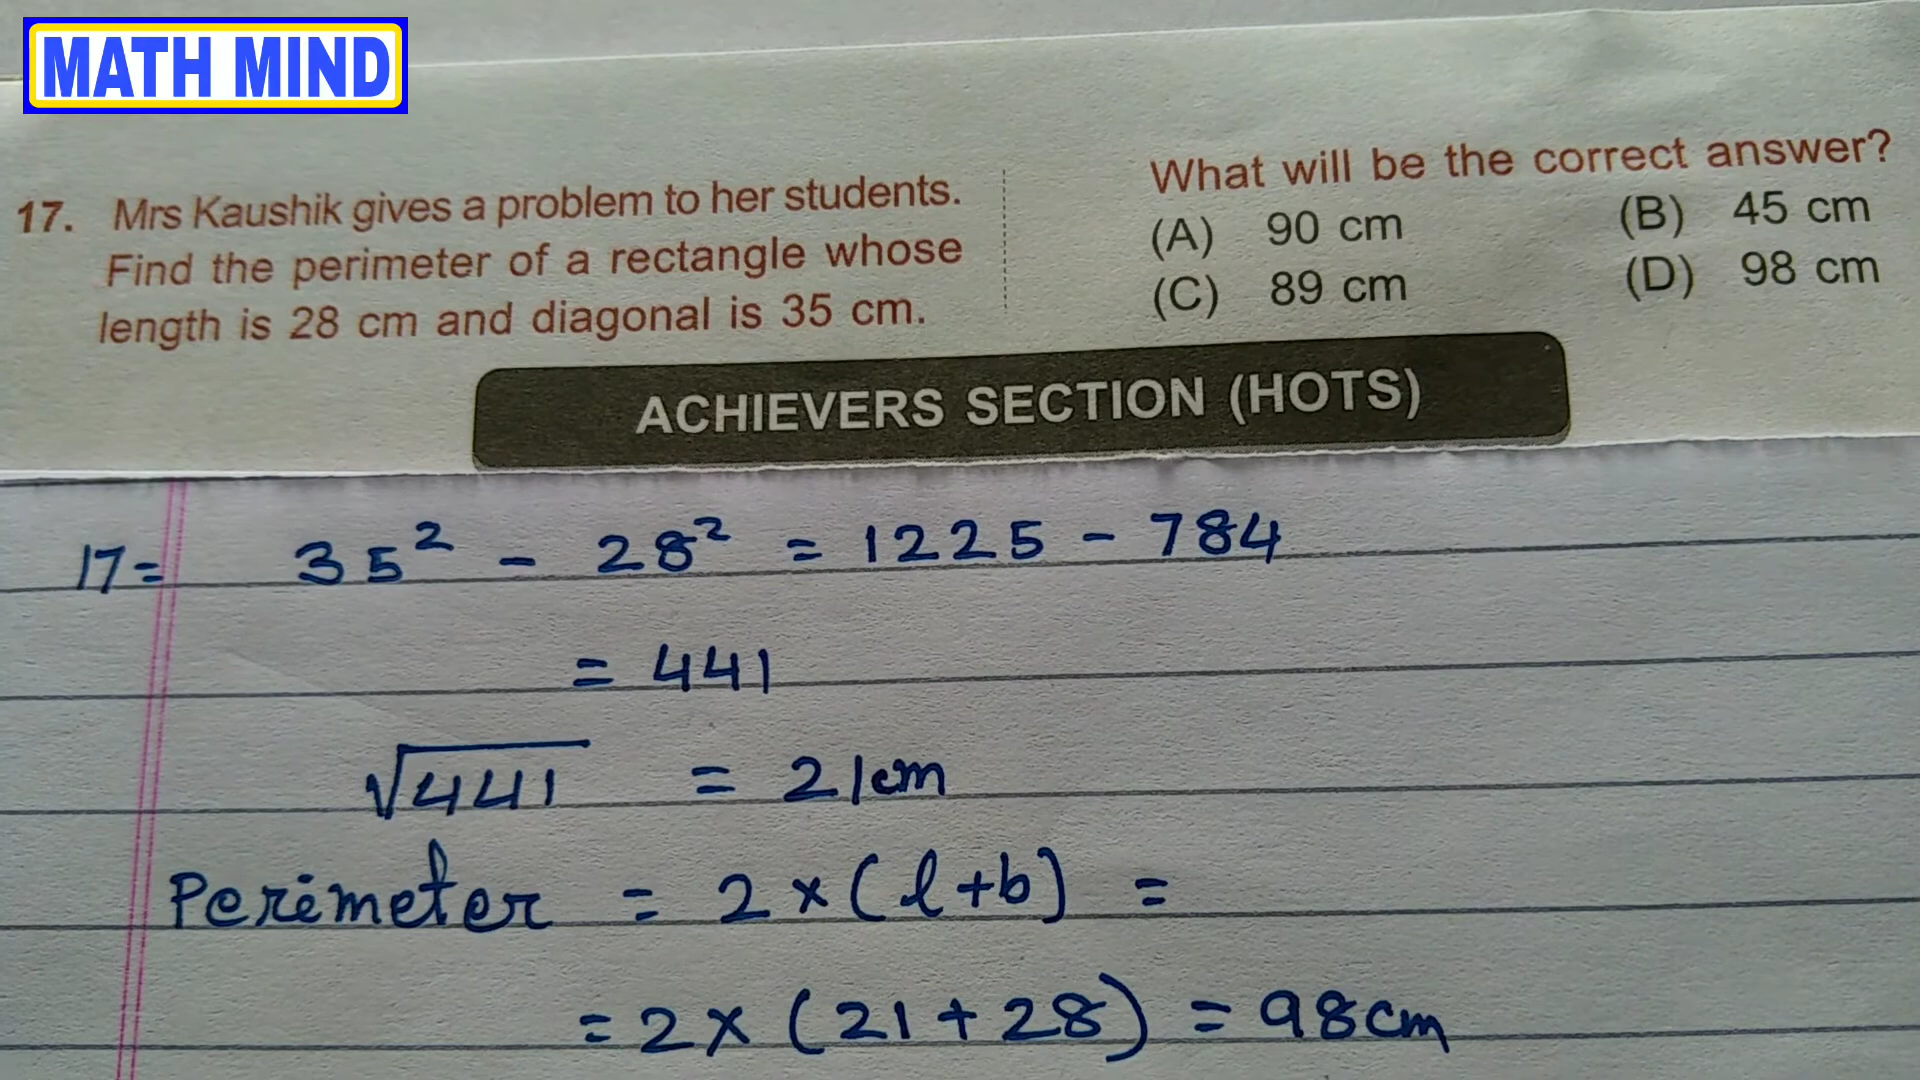 MATH MIND
17. Mrs Kaushik gives a problem to her students.
Find the perimeter of a rectangle whose
length is 28 cm and diagonal is 35 cm.
What will be the correct answer?
(A) 90 cm (B) 45 cm
(C) 89 cm (D) 98 cm
ACHIEVERS SECTION (HOTS)
17= 35² - 28² = 1225 - 784
= 441
√441 = 21cm
Perimeter = 2 × (l+b) =
= 2 × (21 + 28) = 98cm